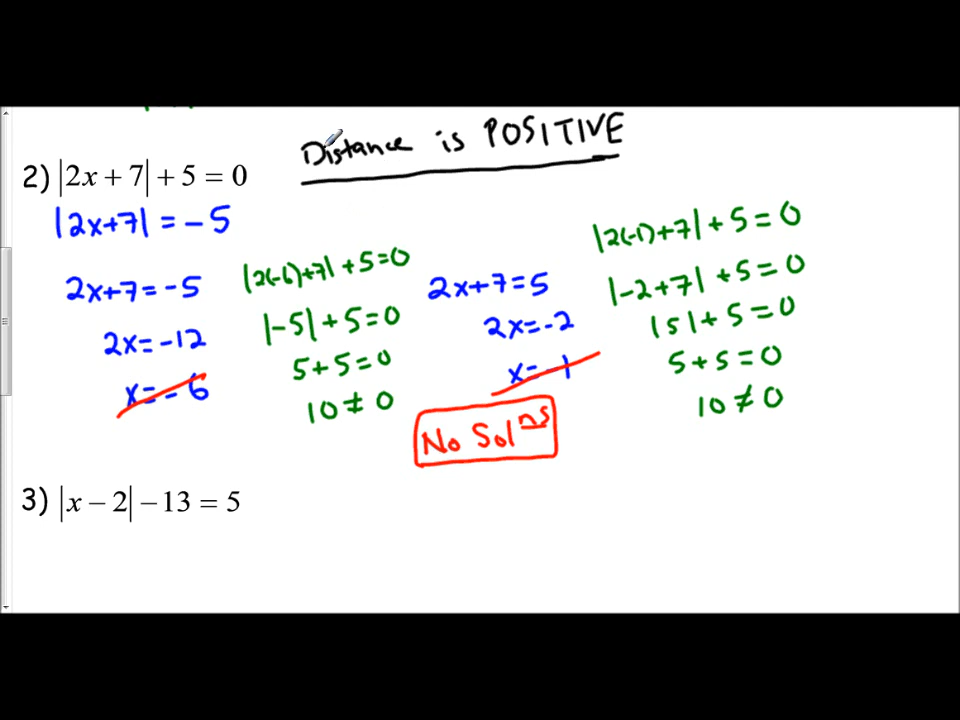 Distance is POSITIVE
2) |2x + 7| + 5 = 0
|2x+7| = -5
2x+7=-5
2x=-12
x=-6
|2(-6)+7| +5=0
|-5|+5=0
5+5=0
10≠0
2x+7=5
2x=-2
x=-1
|2(-1)+7|+5=0
|-2+7| +5=0
|5|+5=0
5+5=0
10≠0
No Solns
3) |x − 2| − 13 = 5